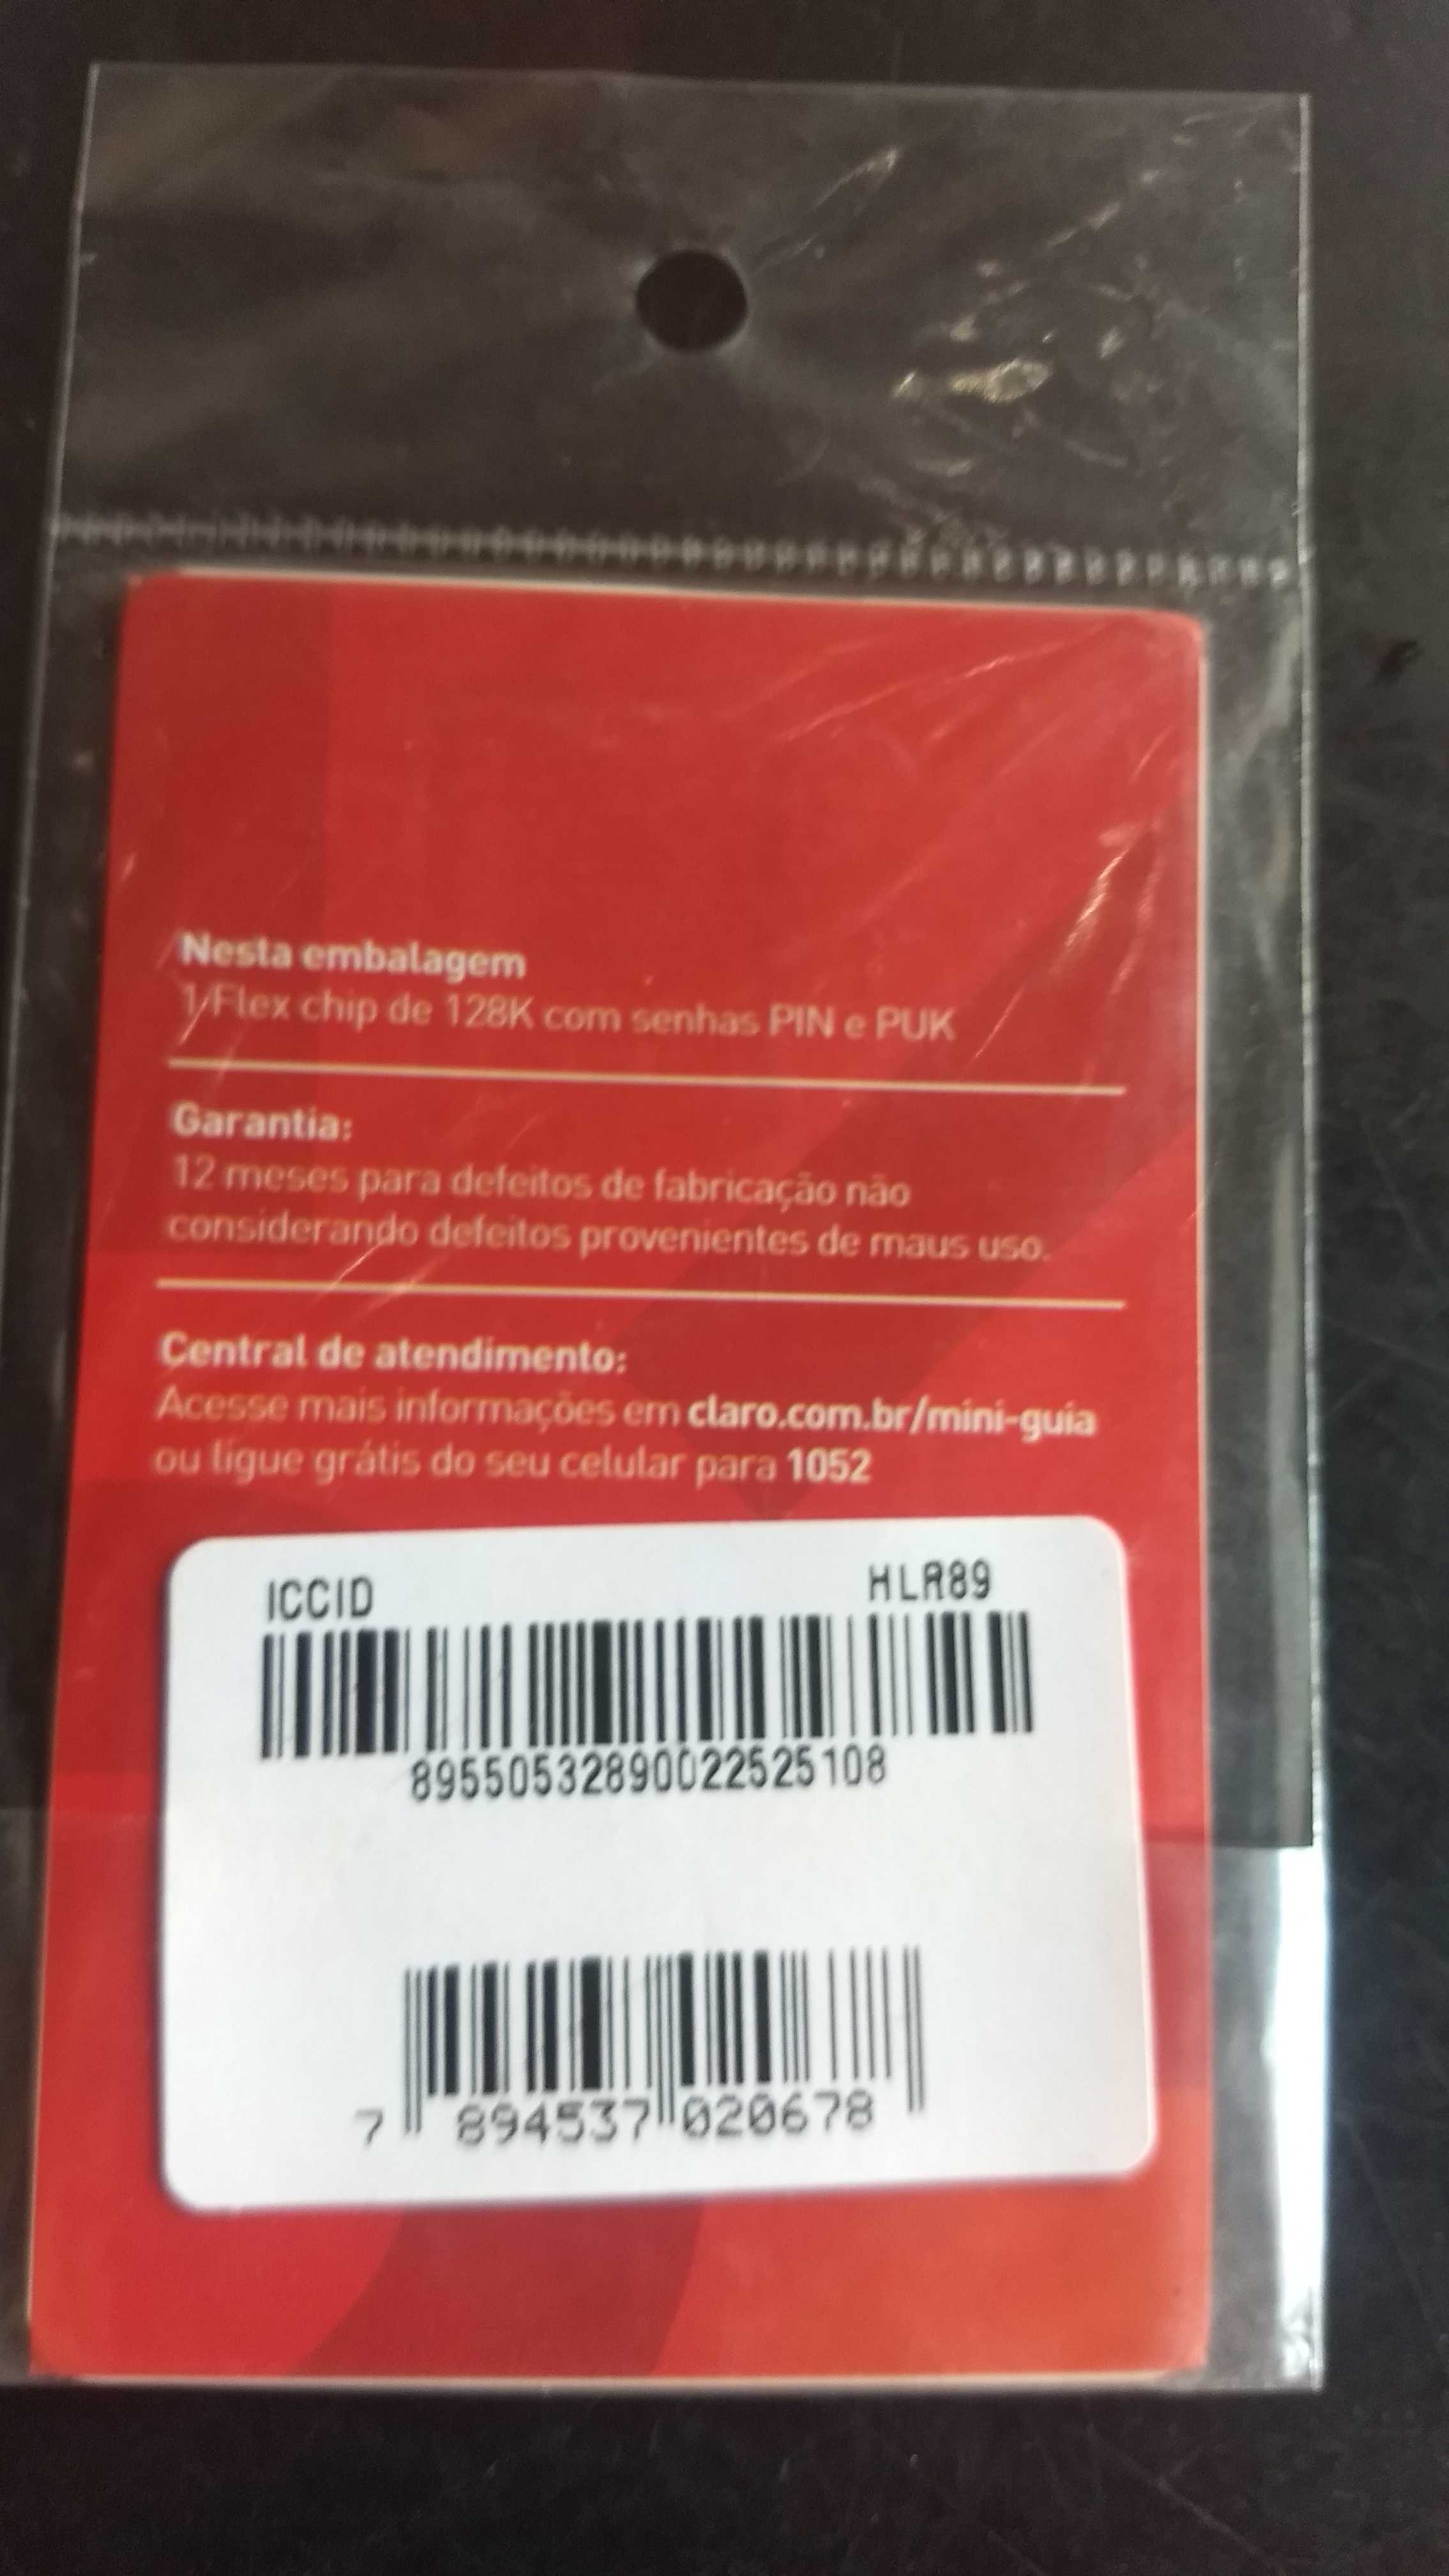 Nesta embalagem
1 Flex chip de 128K com senhas PIN e PUK
Garantia:
12 meses para defeitos de fabricação não
considerando defeitos provenientes de maus uso.
Central de atendimento:
Acesse mais informações em claro.com.br/mini-guia
ou ligue grátis do seu celular para 1052
ICCID HLR89
89550532890022525108
7 894537 020678